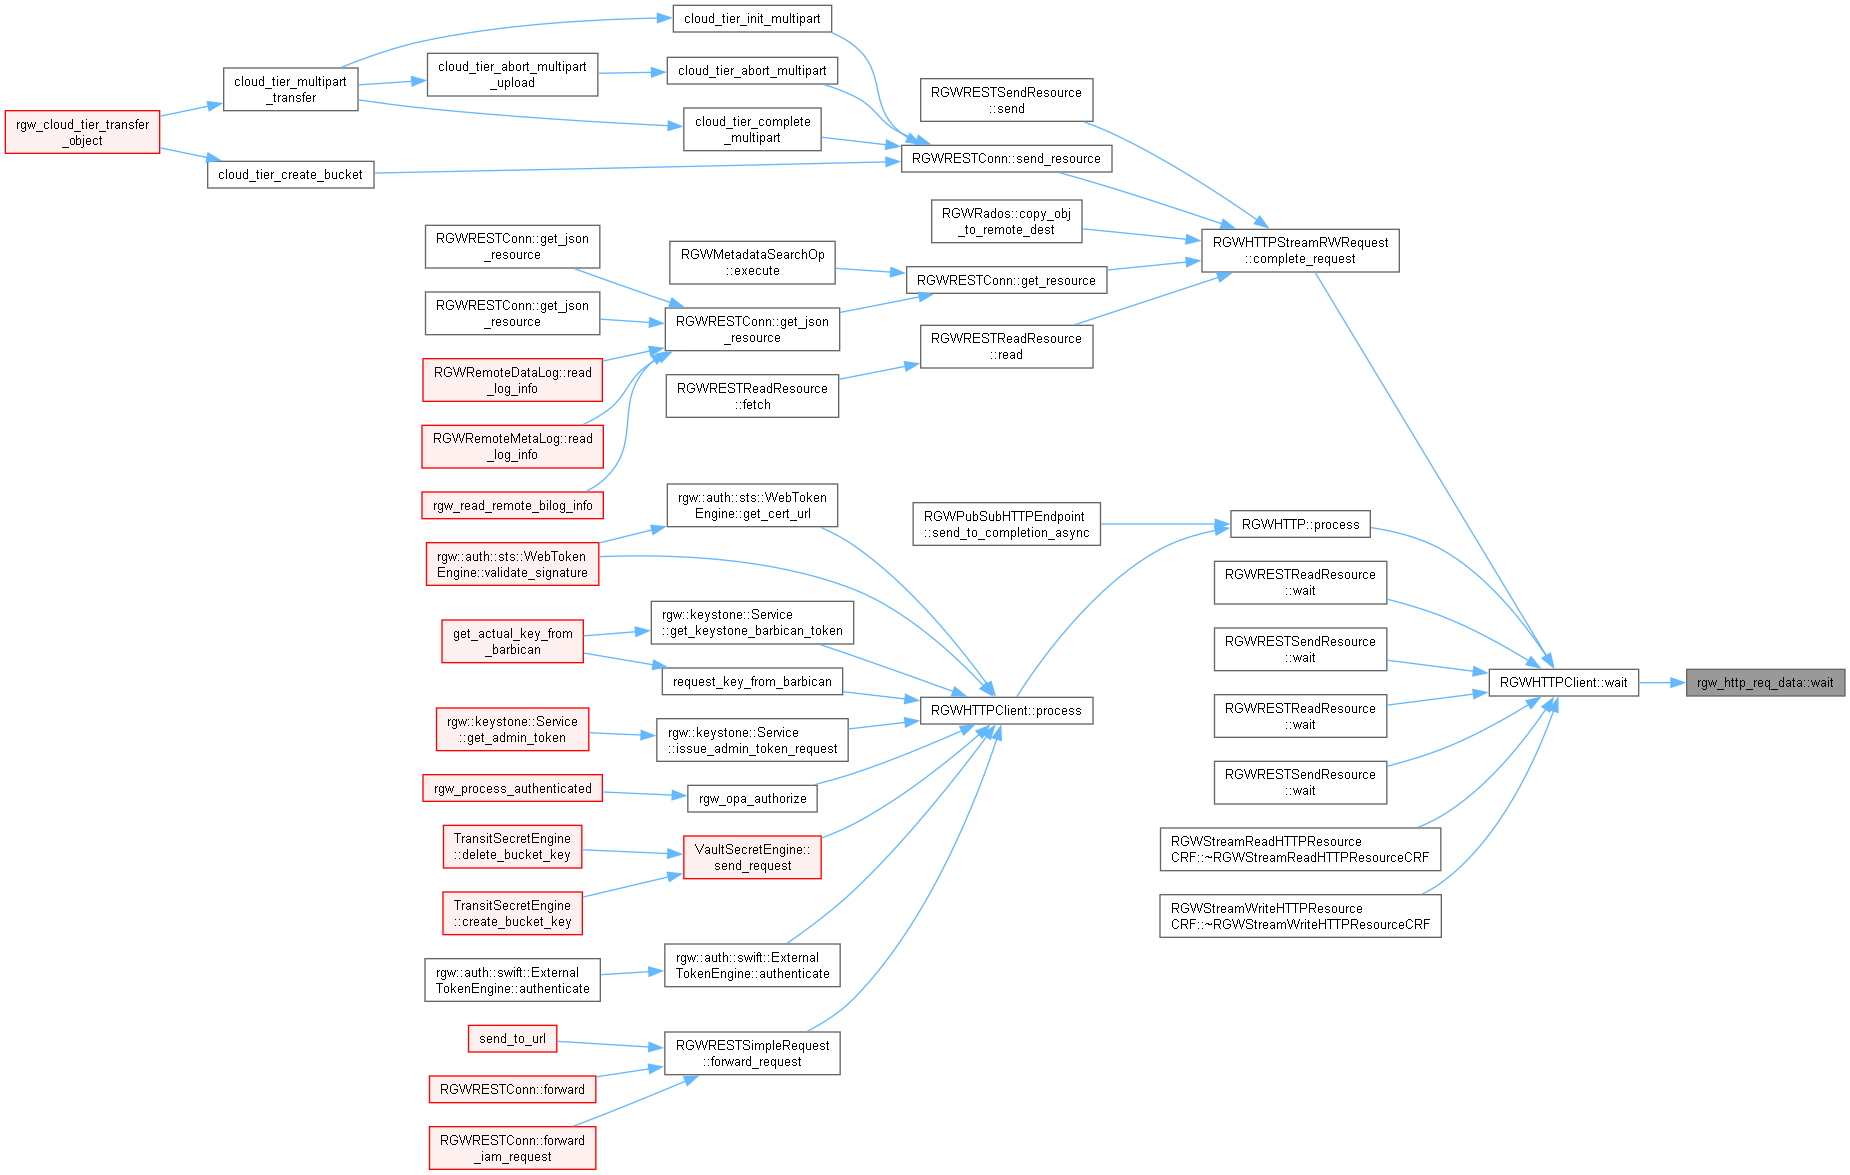 cloud_tier_init_multipart
cloud_tier_abort_multipart
_upload
cloud_tier_abort_multipart
cloud_tier_multipart
_transfer
RGWRESTSendResource
::send
cloud_tier_complete
_multipart
rgw_cloud_tier_transfer
_object
RGWRESTConn::send_resource
cloud_tier_create_bucket
RGWRados::copy_obj
_to_remote_dest
RGWRESTConn::get_json
_resource
RGWMetadataSearchOp
::execute
RGWHTTPStreamRWRequest
::complete_request
RGWRESTConn::get_resource
RGWRESTConn::get_json
_resource
RGWRESTConn::get_json
_resource
RGWRESTReadResource
::read
RGWRemoteDataLog::read
_log_info
RGWRESTReadResource
::fetch
RGWRemoteMetaLog::read
_log_info
rgw_read_remote_bilog_info
rgw::auth::sts::WebToken
Engine::get_cert_url
RGWPubSubHTTPEndpoint
::send_to_completion_async
RGWHTTP::process
rgw::auth::sts::WebToken
Engine::validate_signature
RGWRESTReadResource
::wait
rgw::keystone::Service
::get_keystone_barbican_token
get_actual_key_from
_barbican
RGWRESTSendResource
::wait
request_key_from_barbican
RGWHTTPClient::wait
rgw_http_req_data::wait
RGWHTTPClient::process
rgw::keystone::Service
::get_admin_token
rgw::keystone::Service
::issue_admin_token_request
RGWRESTReadResource
::wait
rgw_process_authenticated
rgw_opa_authorize
RGWRESTSendResource
::wait
TransitSecretEngine
::delete_bucket_key
VaultSecretEngine::
send_request
RGWStreamReadHTTPResource
CRF::~RGWStreamReadHTTPResourceCRF
TransitSecretEngine
::create_bucket_key
RGWStreamWriteHTTPResource
CRF::~RGWStreamWriteHTTPResourceCRF
rgw::auth::swift::External
TokenEngine::authenticate
rgw::auth::swift::External
TokenEngine::authenticate
send_to_url
RGWRESTSimpleRequest
::forward_request
RGWRESTConn::forward
RGWRESTConn::forward
_iam_request